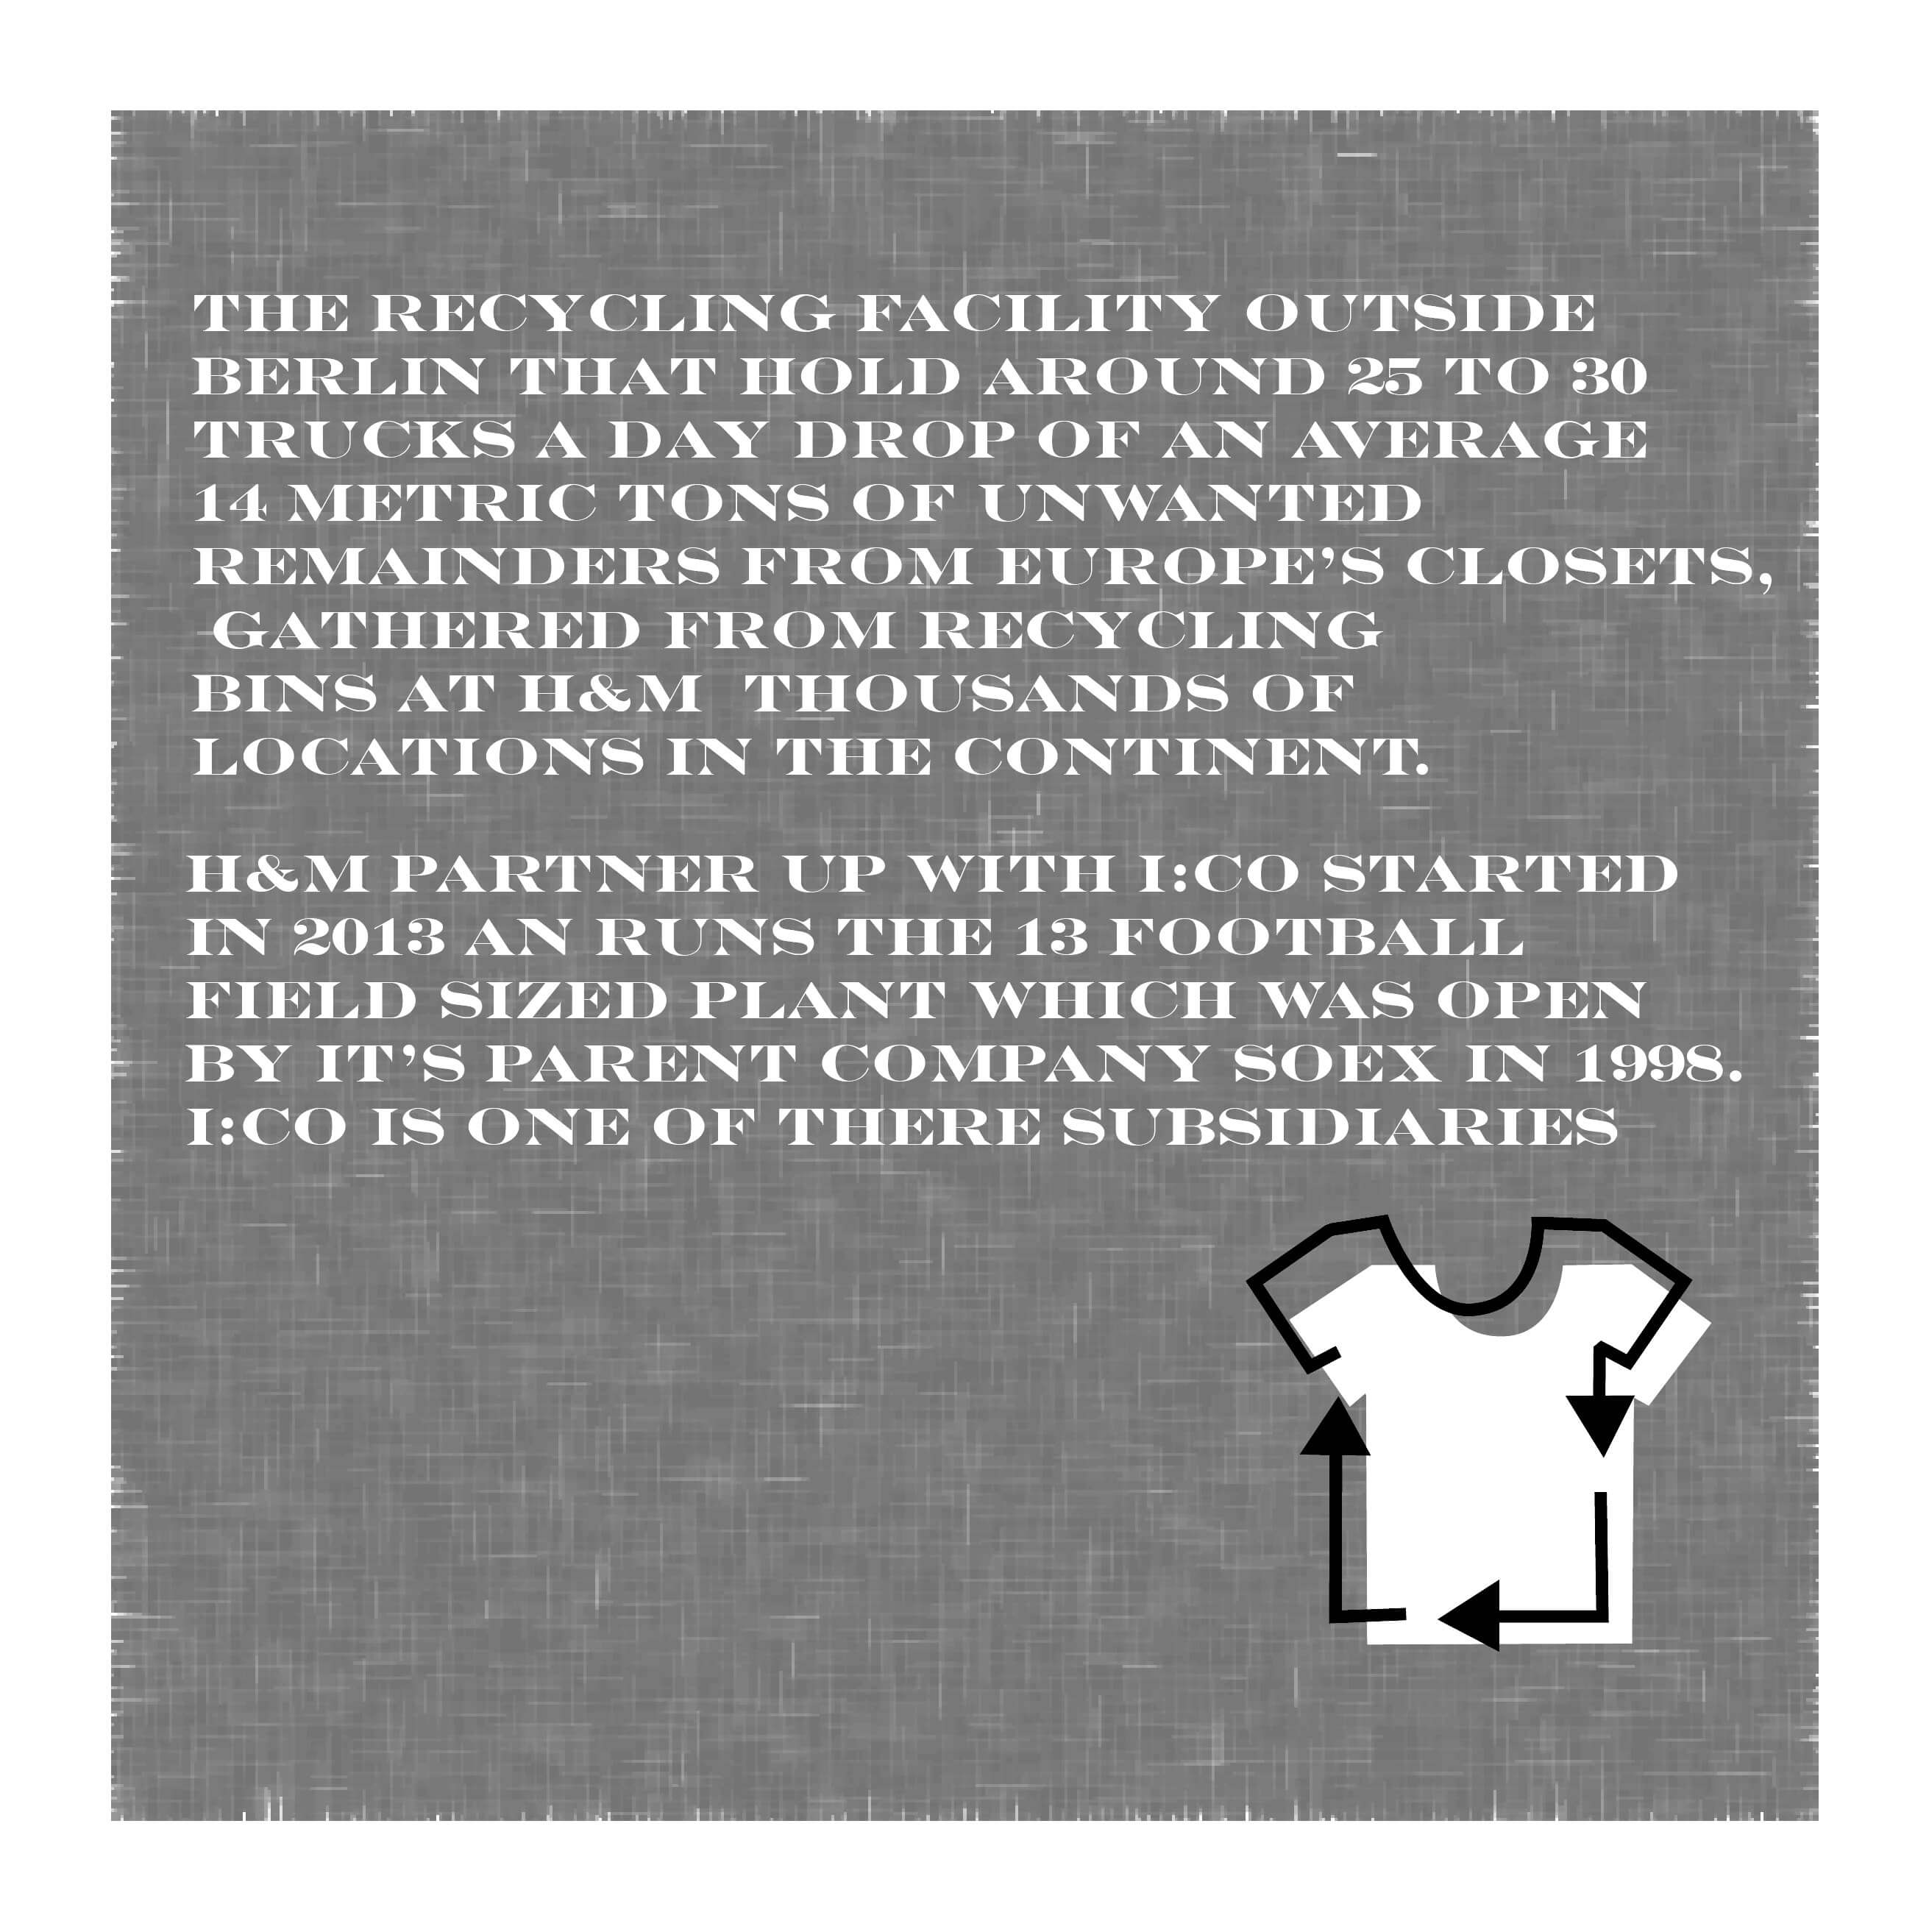 THE RECYCLING FACILITY OUTSIDE
BERLIN THAT HOLD AROUND 25 TO 30
TRUCKS A DAY DROP OF AN AVERAGE
14 METRIC TONS OF UNWANTED
REMAINDERS FROM EUROPE’S CLOSETS,
GATHERED FROM RECYCLING
BINS AT H&M THOUSANDS OF
LOCATIONS IN THE CONTINENT.
H&M PARTNER UP WITH I:CO STARTED
IN 2013 AN RUNS THE 13 FOOTBALL
FIELD SIZED PLANT WHICH WAS OPEN
BY IT’S PARENT COMPANY SOEX IN 1998.
I:CO IS ONE OF THERE SUBSIDIARIES